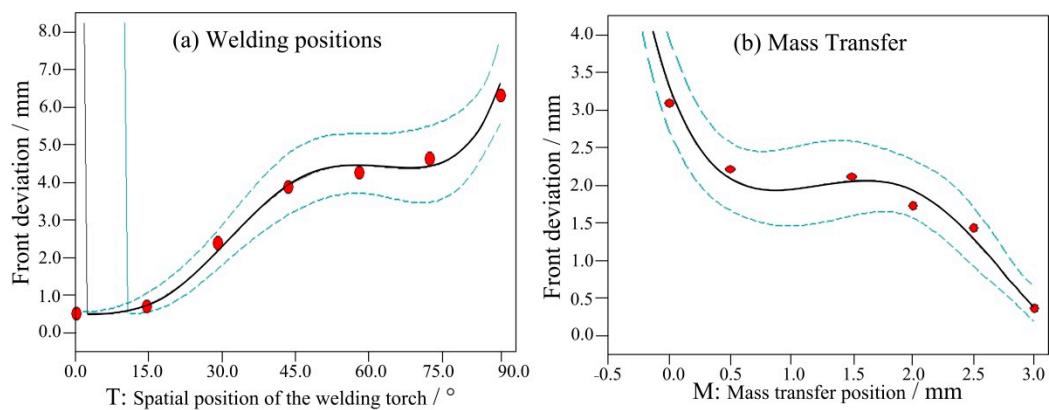 (a) Welding positions
Front deviation / mm
8.0
7.0
6.0
5.0
4.0
3.0
2.0
1.0
0.0
0.0 15.0 30.0 45.0 60.0 75.0 90.0
T: Spatial position of the welding torch / °
(b) Mass Transfer
Front deviation / mm
4.0
3.5
3.0
2.5
2.0
1.5
1.0
0.5
0.0
-0.5 0.0 0.5 1.0 1.5 2.0 2.5 3.0
M: Mass transfer position / mm